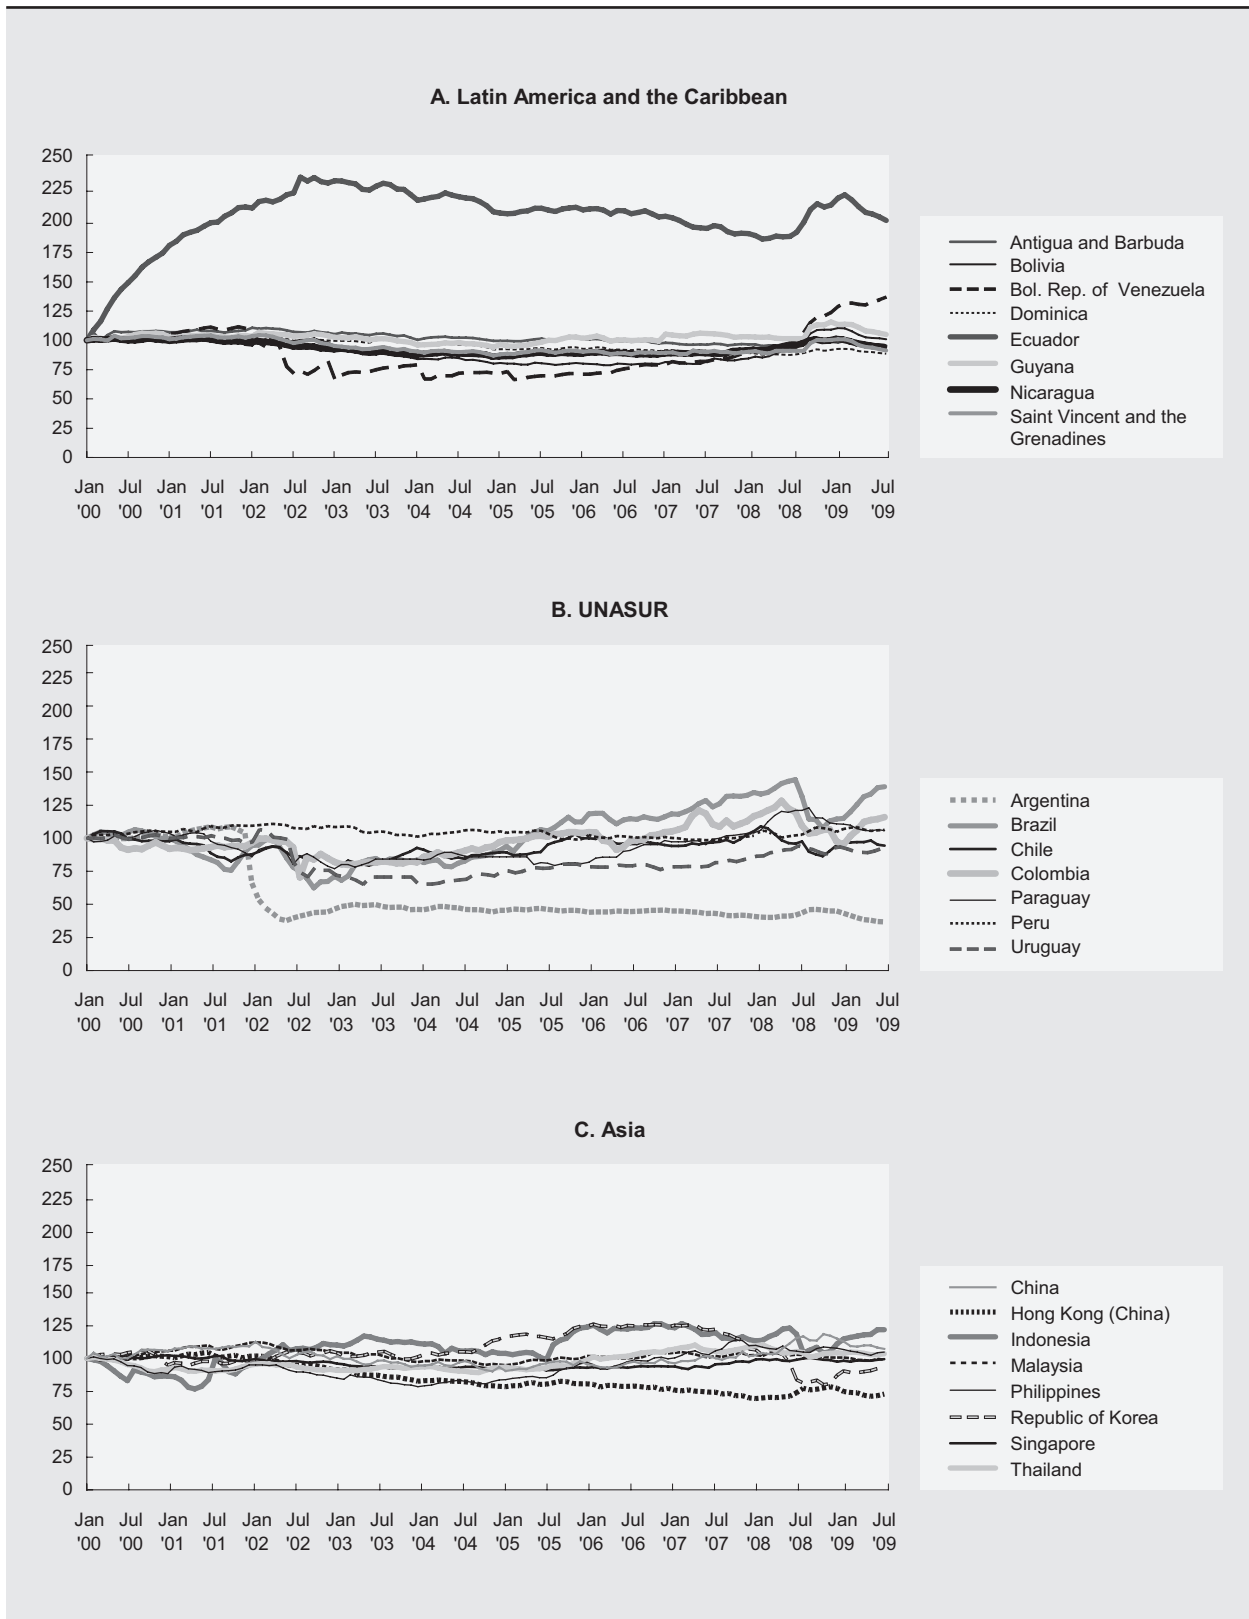 A. Latin America and the Caribbean
250
225
200
175
150
125
100
75
50
25
0
Jan Jul Jan Jul Jan Jul Jan Jul Jan Jul Jan Jul Jan Jul Jan Jul Jan Jul Jan Jul
'00 '00 '01 '01 '02 '02 '03 '03 '04 '04 '05 '05 '06 '06 '07 '07 '08 '08 '09 '09
Antigua and Barbuda
Bolivia
Bol. Rep. of Venezuela
Dominica
Ecuador
Guyana
Nicaragua
Saint Vincent and the
Grenadines
B. UNASUR
250
225
200
175
150
125
100
75
50
25
0
Jan Jul Jan Jul Jan Jul Jan Jul Jan Jul Jan Jul Jan Jul Jan Jul Jan Jul Jan Jul
'00 '00 '01 '01 '02 '02 '03 '03 '04 '04 '05 '05 '06 '06 '07 '07 '08 '08 '09 '09
Argentina
Brazil
Chile
Colombia
Paraguay
Peru
Uruguay
C. Asia
250
225
200
175
150
125
100
75
50
25
0
Jan Jul Jan Jul Jan Jul Jan Jul Jan Jul Jan Jul Jan Jul Jan Jul Jan Jul Jan Jul
'00 '00 '01 '01 '02 '02 '03 '03 '04 '04 '05 '05 '06 '06 '07 '07 '08 '08 '09 '09
China
Hong Kong (China)
Indonesia
Malaysia
Philippines
Republic of Korea
Singapore
Thailand